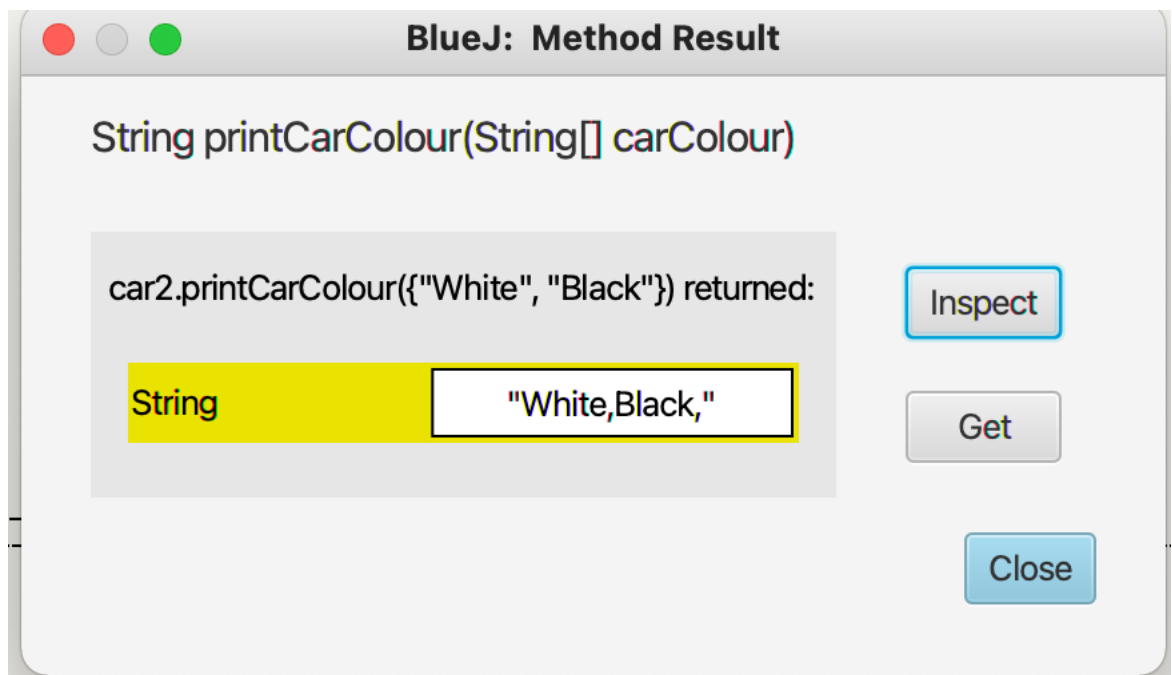 BlueJ:  Method Result
String printCarColour(String[] carColour)
car2.printCarColour({"White", "Black"}) returned:
Inspect
String
"White,Black,"
Get
Close